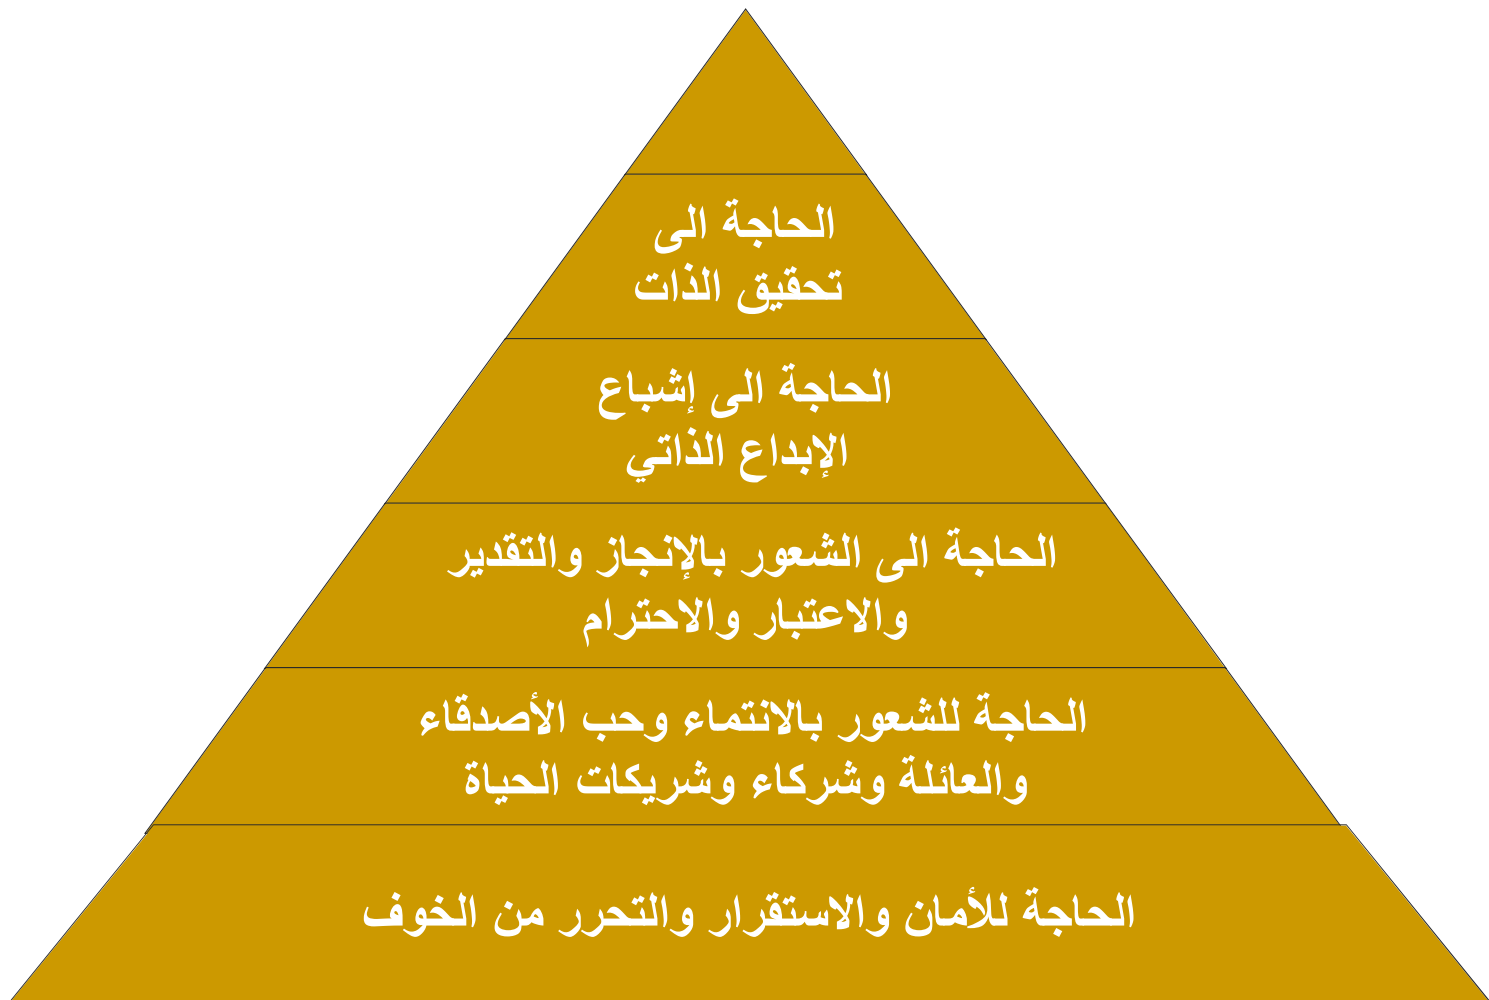 الحاجة الى
تحقيق الذات
الحاجة الى إشباع
الإبداع الذاتي
الحاجة الى الشعور بالإنجاز والتقدير
والاعتبار والاحترام
الحاجة للشعور بالانتماء وحب الأصدقاء
والعائلة وشركاء وشريكات الحياة
الحاجة للأمان والاستقرار والتحرر من الخوف